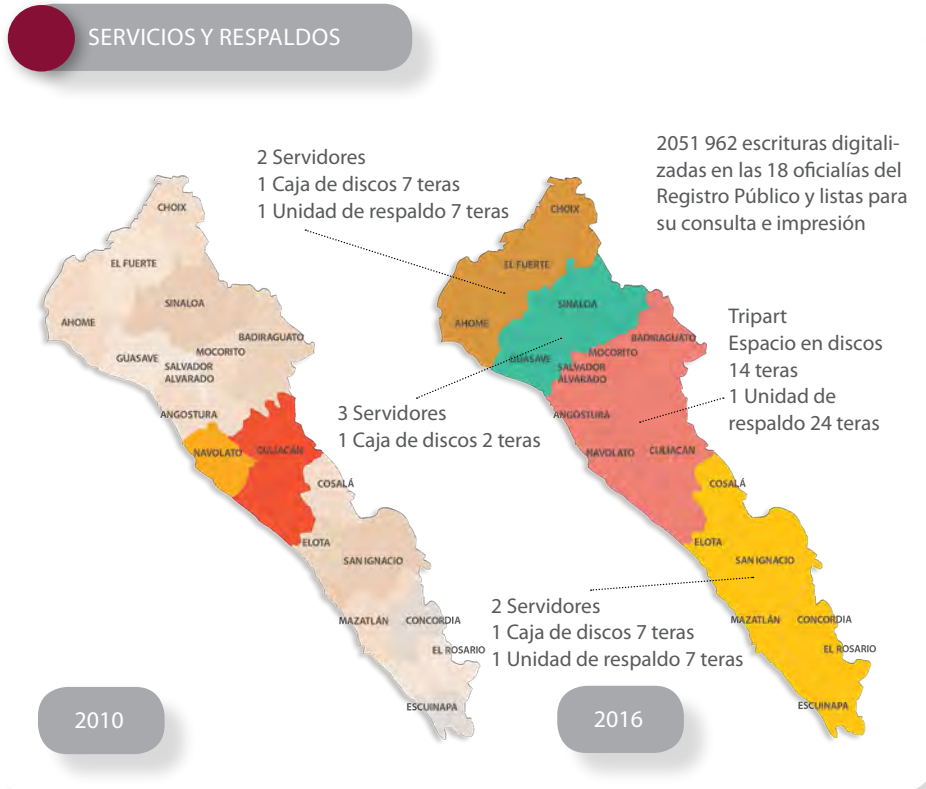 SERVICIOS Y RESPALDOS
2 Servidores
1 Caja de discos 7 teras
1 Unidad de respaldo 7 teras
2051 962 escrituras digitali-
zadas en las 18 oficialías del
Registro Público y listas para
su consulta e impresión
CHOIX
EL FUERTE
SINALOA
AHOME
BADIRAGUATO
MOCORITO
GUASAVE
SALVADOR
ALVARADO
ANGOSTURA
NAVOLATO
CULIACÁN
COSALÁ
ELOTA
SAN IGNACIO
MAZATLÁN
CONCORDIA
EL ROSARIO
ESCUINAPA
2010
CHOIX
EL FUERTE
SINALOA
AHOME
BADIRAGUATO
MOCORITO
GUASAVE
SALVADOR
ALVARADO
ANGOSTURA
NAVOLATO
CULIACÁN
COSALÁ
ELOTA
SAN IGNACIO
MAZATLÁN
CONCORDIA
EL ROSARIO
ESCUINAPA
Tripart
Espacio en discos
14 teras
1 Unidad de
respaldo 24 teras
3 Servidores
1 Caja de discos 2 teras
2 Servidores
1 Caja de discos 7 teras
1 Unidad de respaldo 7 teras
2016